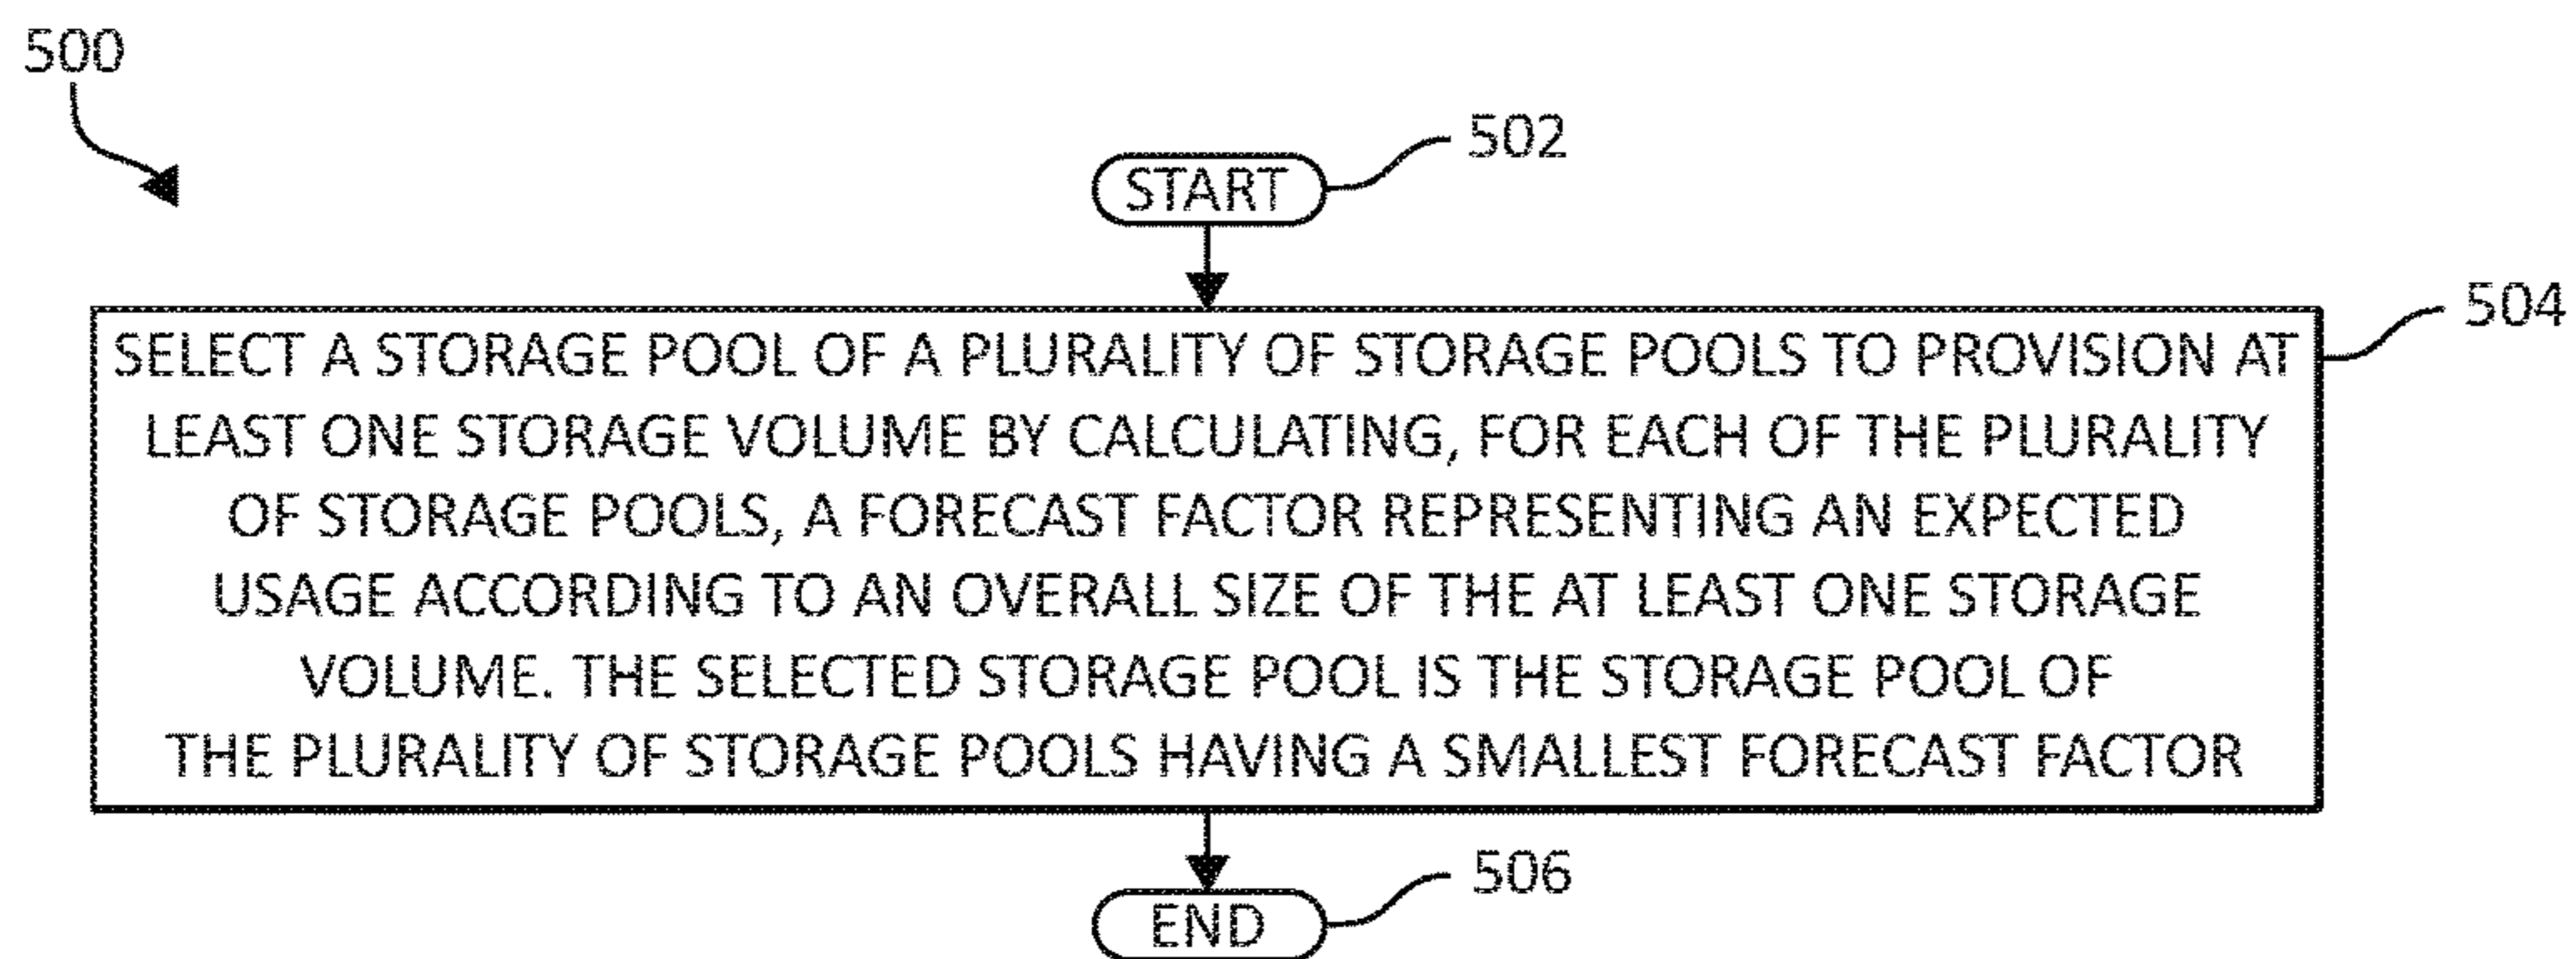 500
502
START
504
SELECT A STORAGE POOL OF A PLURALITY OF STORAGE POOLS TO PROVISION AT
LEAST ONE STORAGE VOLUME BY CALCULATING, FOR EACH OF THE PLURALITY
OF STORAGE POOLS, A FORECAST FACTOR REPRESENTING AN EXPECTED
USAGE ACCORDING TO AN OVERALL SIZE OF THE AT LEAST ONE STORAGE
VOLUME. THE SELECTED STORAGE POOL IS THE STORAGE POOL OF
THE PLURALITY OF STORAGE POOLS HAVING A SMALLEST FORECAST FACTOR
506
END